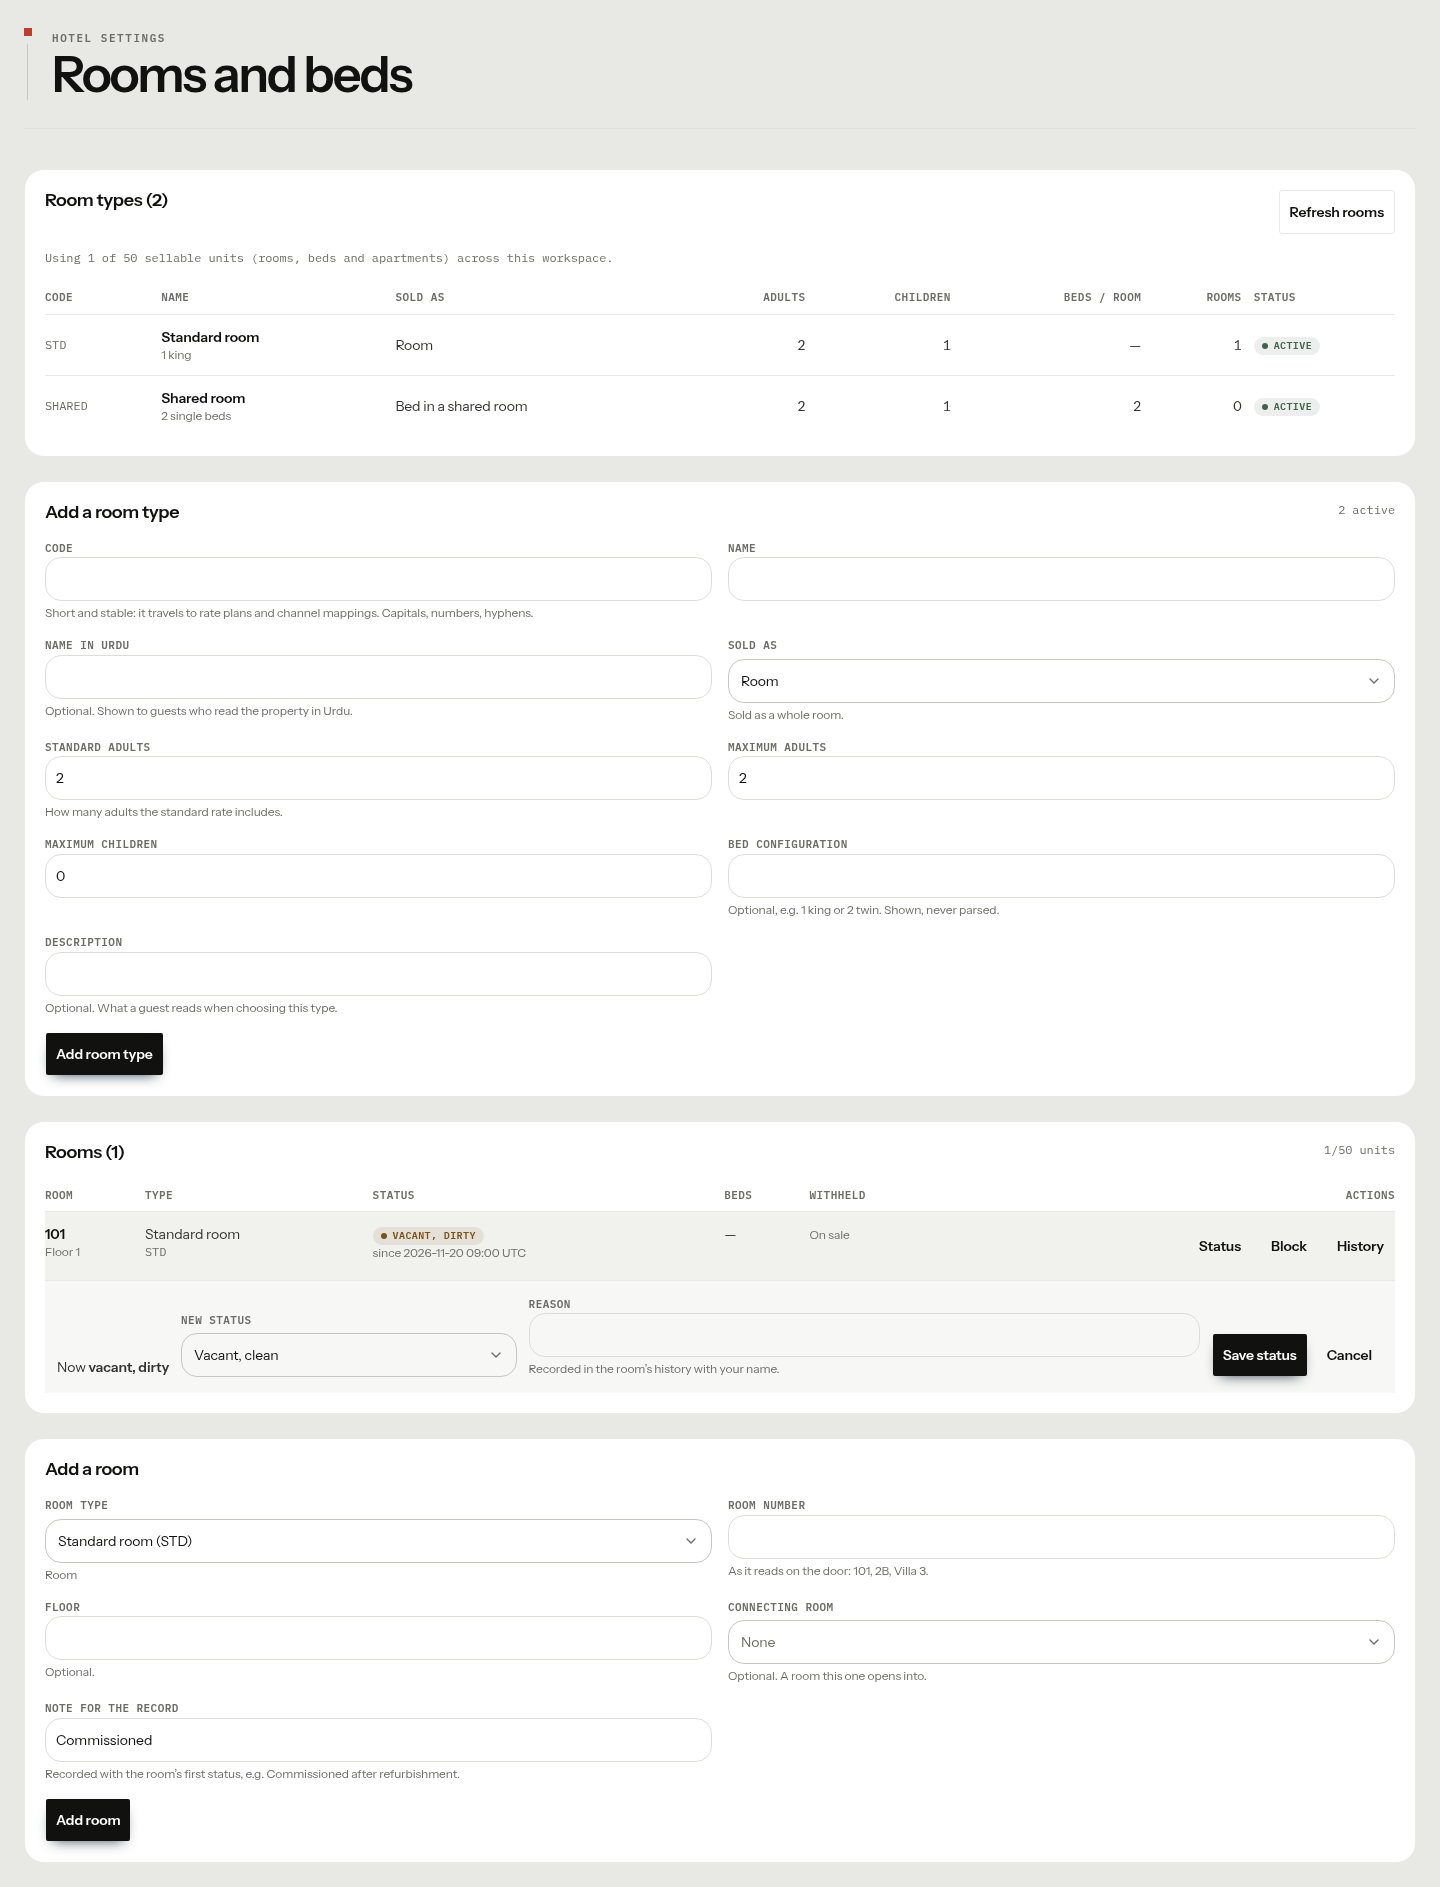 HOTEL SETTINGS
Rooms and beds
Room types (2)
Refresh rooms
Using 1 of 50 sellable units (rooms, beds and apartments) across this workspace.
CODE NAME SOLD AS ADULTS CHILDREN BEDS / ROOM ROOMS STATUS
STD Standard room Room 2 1 — 1 ACTIVE
1 king
SHARED Shared room Bed in a shared room 2 1 2 0 ACTIVE
2 single beds
Add a room type 2 active
CODE NAME
Short and stable: it travels to rate plans and channel mappings. Capitals, numbers, hyphens.
NAME IN URDU SOLD AS
Room
Optional. Shown to guests who read the property in Urdu.
Sold as a whole room.
STANDARD ADULTS MAXIMUM ADULTS
2 2
How many adults the standard rate includes.
MAXIMUM CHILDREN BED CONFIGURATION
0
Optional, e.g. 1 king or 2 twin. Shown, never parsed.
DESCRIPTION
Optional. What a guest reads when choosing this type.
Add room type
Rooms (1) 1/50 units
ROOM TYPE STATUS BEDS WITHHELD ACTIONS
101 Standard room VACANT, DIRTY — On sale Status Block History
Floor 1 STD since 2026-11-20 09:00 UTC
REASON
NEW STATUS
Now vacant, dirty Vacant, clean Save status Cancel
Recorded in the room's history with your name.
Add a room
ROOM TYPE ROOM NUMBER
Standard room (STD)
Room As it reads on the door: 101, 2B, Villa 3.
FLOOR CONNECTING ROOM
None
Optional. Optional. A room this one opens into.
NOTE FOR THE RECORD
Commissioned
Recorded with the room's first status, e.g. Commissioned after refurbishment.
Add room